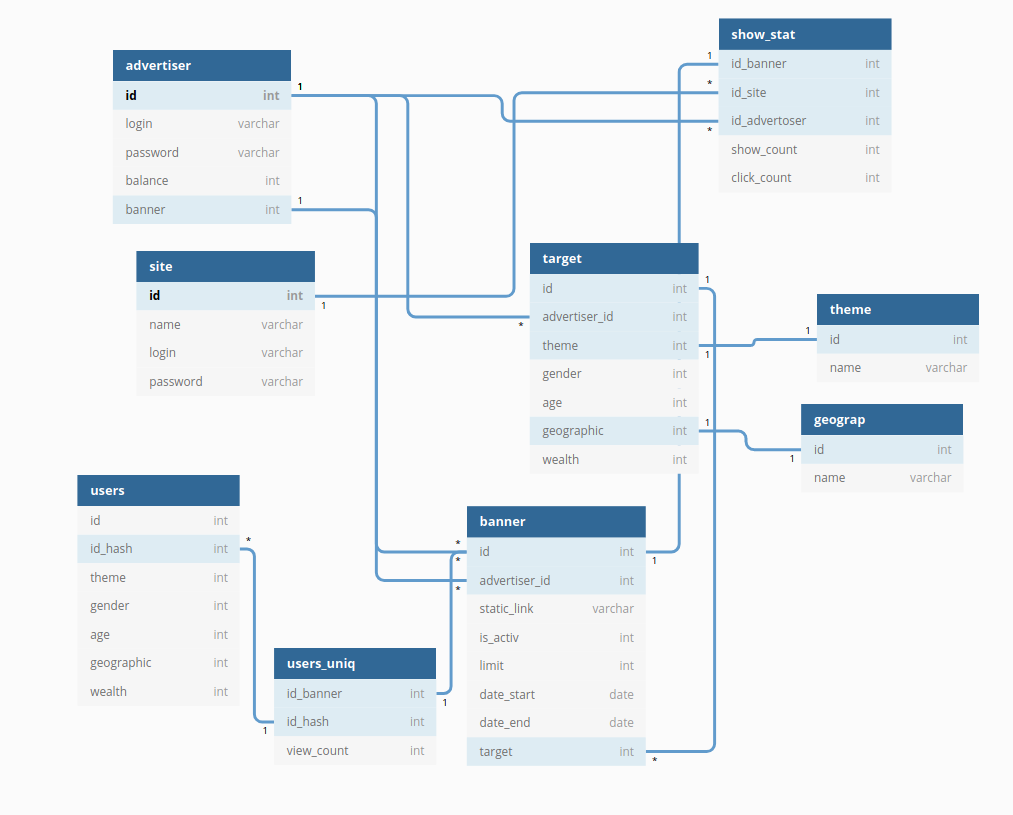 advertiser
id int
login varchar
password varchar
balance int
banner int
1
1
show_stat
id_banner int
id_site int
id_advertoser int
show_count int
click_count int
1
*
*
site
id int
name varchar
login varchar
password varchar
1
target
id int
advertiser_id int
theme int
gender int
age int
geographic int
wealth int
1
*
1
1
theme
id int
name varchar
1
geograp
id int
name varchar
1
users
id int
id_hash int
theme int
gender int
age int
geographic int
wealth int
*
banner
id int
advertiser_id int
static_link varchar
is_activ int
limit int
date_start date
date_end date
target int
*
*
*
1
*
users_uniq
id_banner int
id_hash int
view_count int
1
1